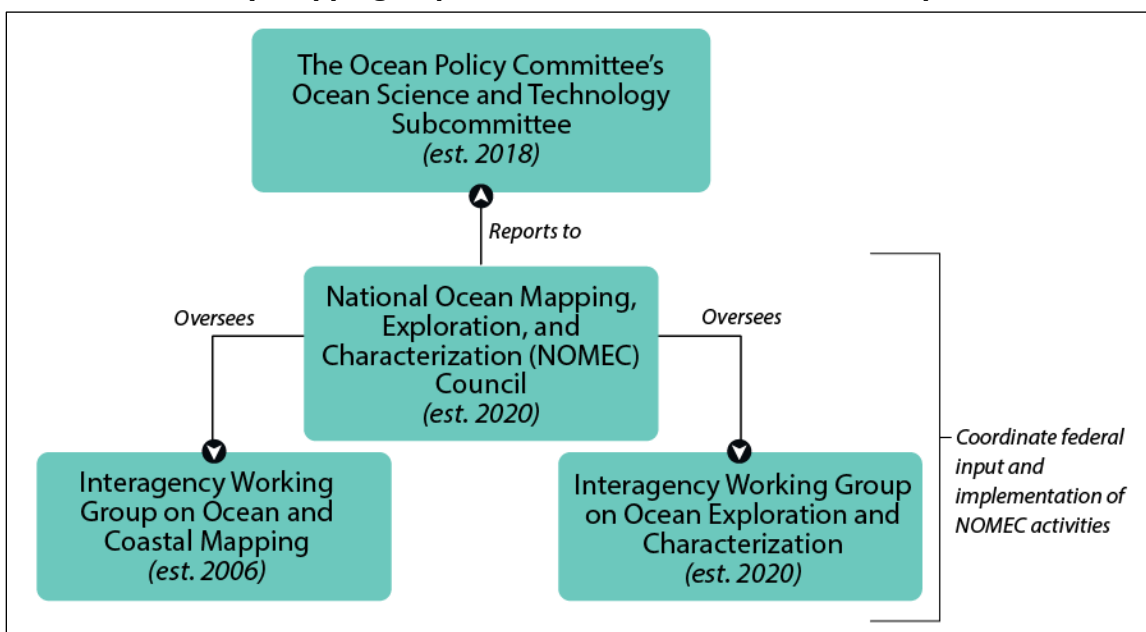 The Ocean Policy Committee's
Ocean Science and Technology
Subcommittee
(est. 2018)
Reports to
National Ocean Mapping,
Exploration, and
Characterization (NOMEC)
Council
(est. 2020)
Oversees
Oversees
Interagency Working
Group on Ocean and
Coastal Mapping
(est. 2006)
Interagency Working Group
on Ocean Exploration and
Characterization
(est. 2020)
Coordinate federal
input and
implementation of
NOMEC activities